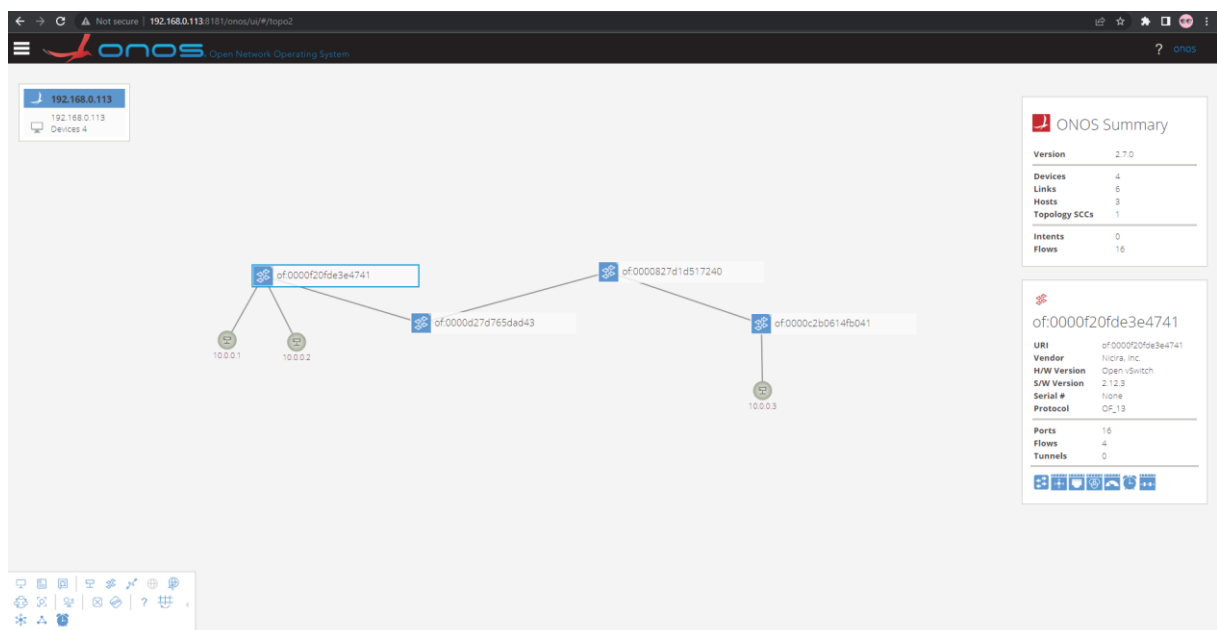 Not secure | 192.168.0.113:8181/onos/ui/#/topo2
onos Open Network Operating System
? onos
192.168.0.113
192.168.0.113
Devices 4
ONOS Summary
Version 2.7.0
Devices 4
Links 6
Hosts 3
Topology SCCs 1
Intents 0
Flows 16
of:0000f20fde3e4741
of:0000827d1d517240
of:0000d27d765dad43
of:0000c2b0614fb041
10.0.0.1
10.0.0.2
10.0.0.3
of:0000f20fde3e4741
URI of:0000f20fde3e4741
Vendor Nicira, Inc.
H/W Version Open vSwitch
S/W Version 2.12.3
Serial # None
Protocol OF_13
Ports 16
Flows 4
Tunnels 0
?